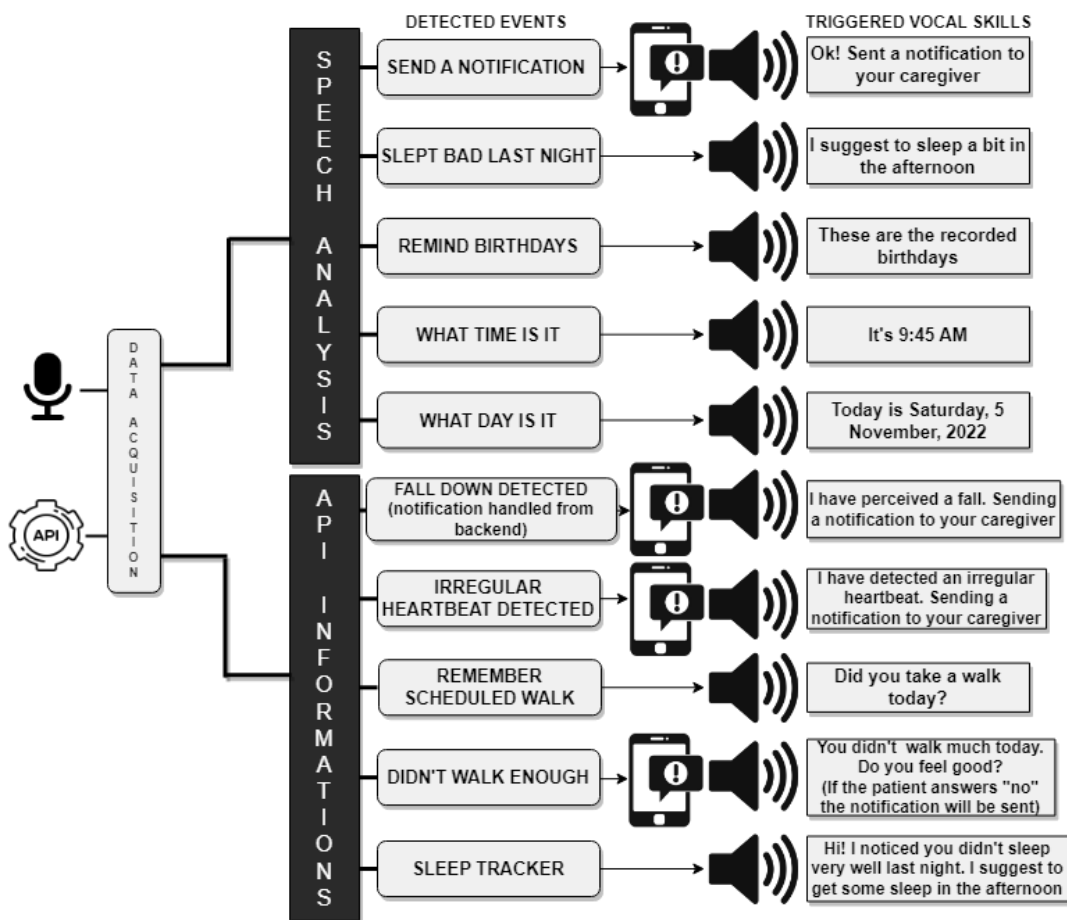 DETECTED EVENTS
TRIGGERED VOCAL SKILLS
DATA ACQUISITION
API
SPEECH ANALYSIS
SEND A NOTIFICATION
Ok! Sent a notification to
your caregiver
SLEPT BAD LAST NIGHT
I suggest to sleep a bit in
the afternoon
REMIND BIRTHDAYS
These are the recorded
birthdays
WHAT TIME IS IT
It's 9:45 AM
WHAT DAY IS IT
Today is Saturday, 5
November, 2022
API INFORMATIONS
FALL DOWN DETECTED
(notification handled from
backend)
I have perceived a fall. Sending
a notification to your caregiver
IRREGULAR
HEARTBEAT DETECTED
I have detected an irregular
heartbeat. Sending a
notification to your caregiver
REMEMBER
SCHEDULED WALK
Did you take a walk
today?
DIDN'T WALK ENOUGH
You didn't walk much today.
Do you feel good?
(If the patient answers "no"
the notification will be sent)
SLEEP TRACKER
Hi! I noticed you didn't sleep
very well last night. I suggest to
get some sleep in the afternoon